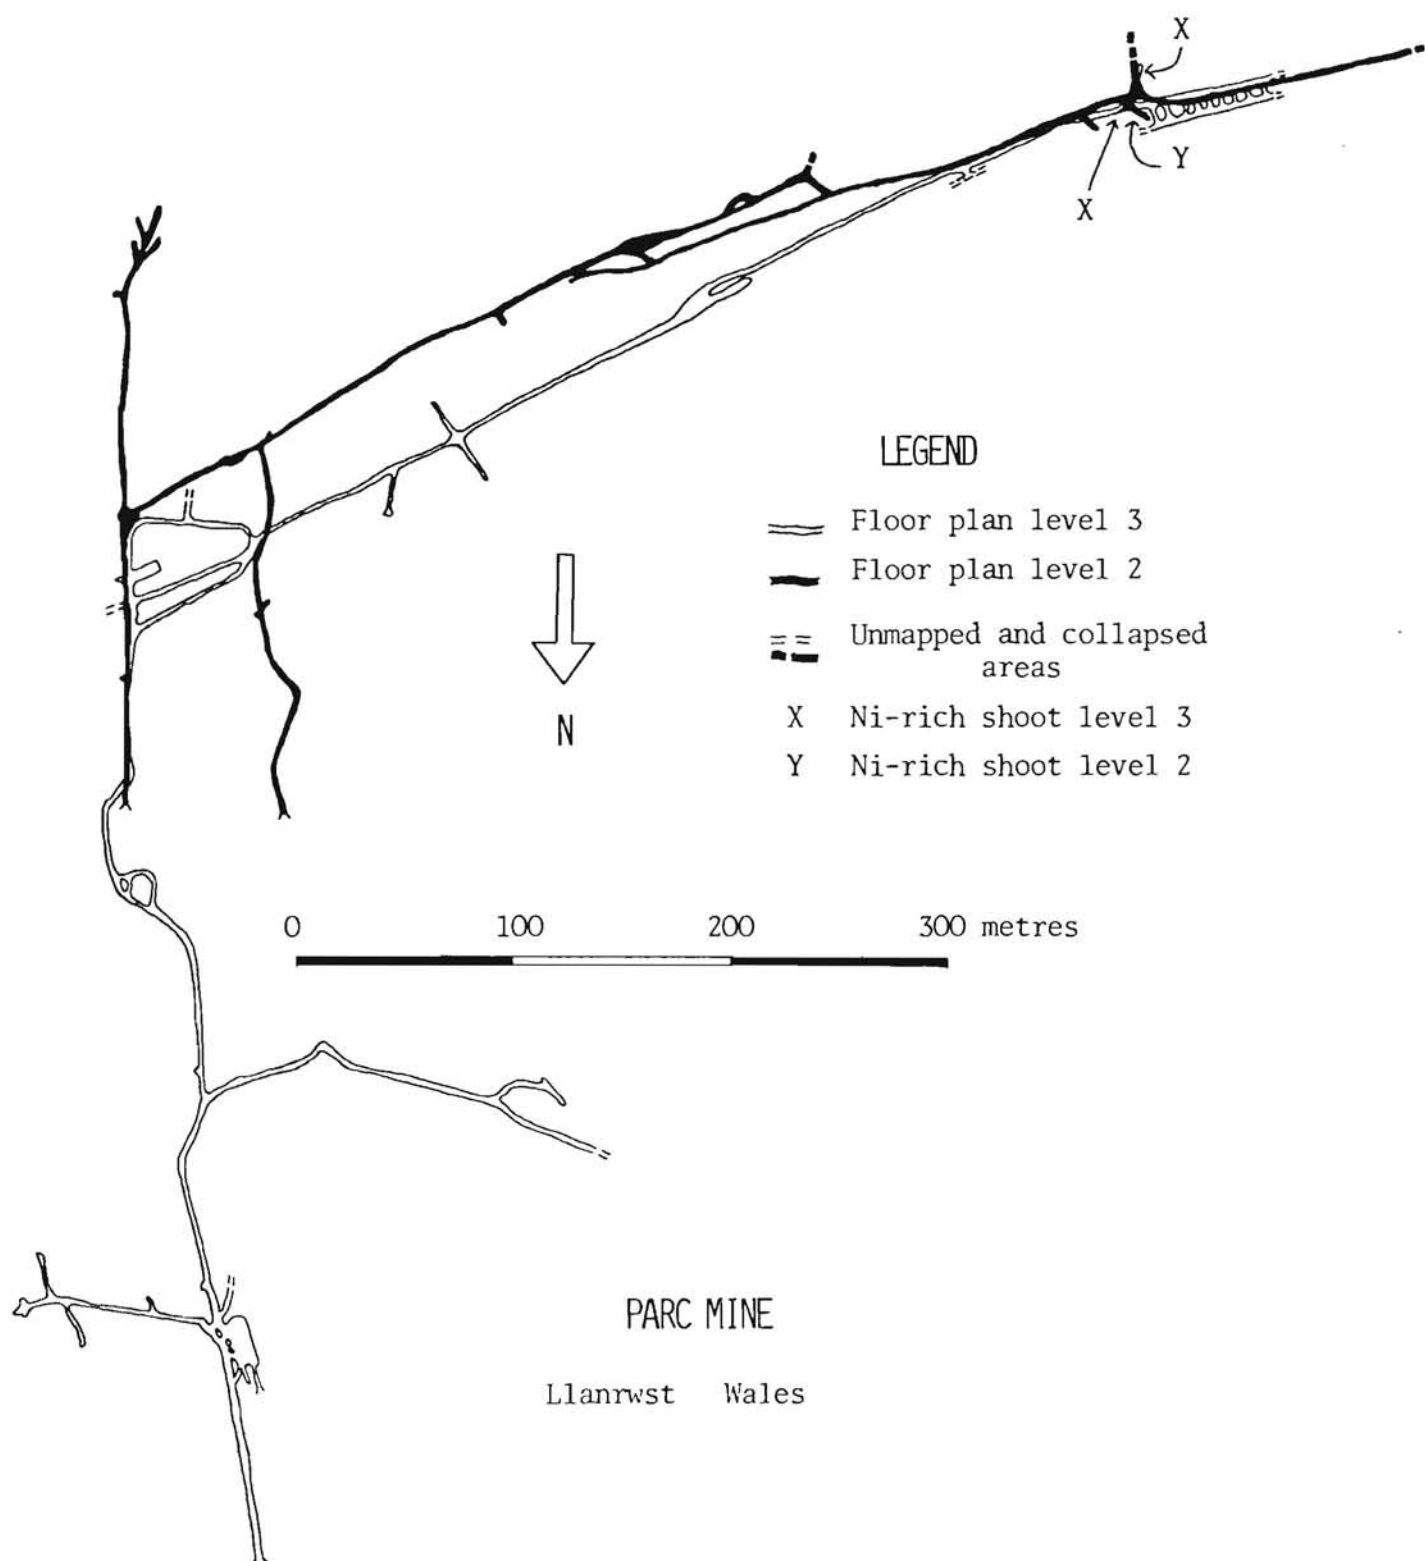 X
Y
X
LEGEND
Floor plan level 3
Floor plan level 2
Unmapped and collapsed
areas
X Ni-rich shoot level 3
Y Ni-rich shoot level 2
N
0 100 200 300 metres
PARC MINE
Llanrwst Wales